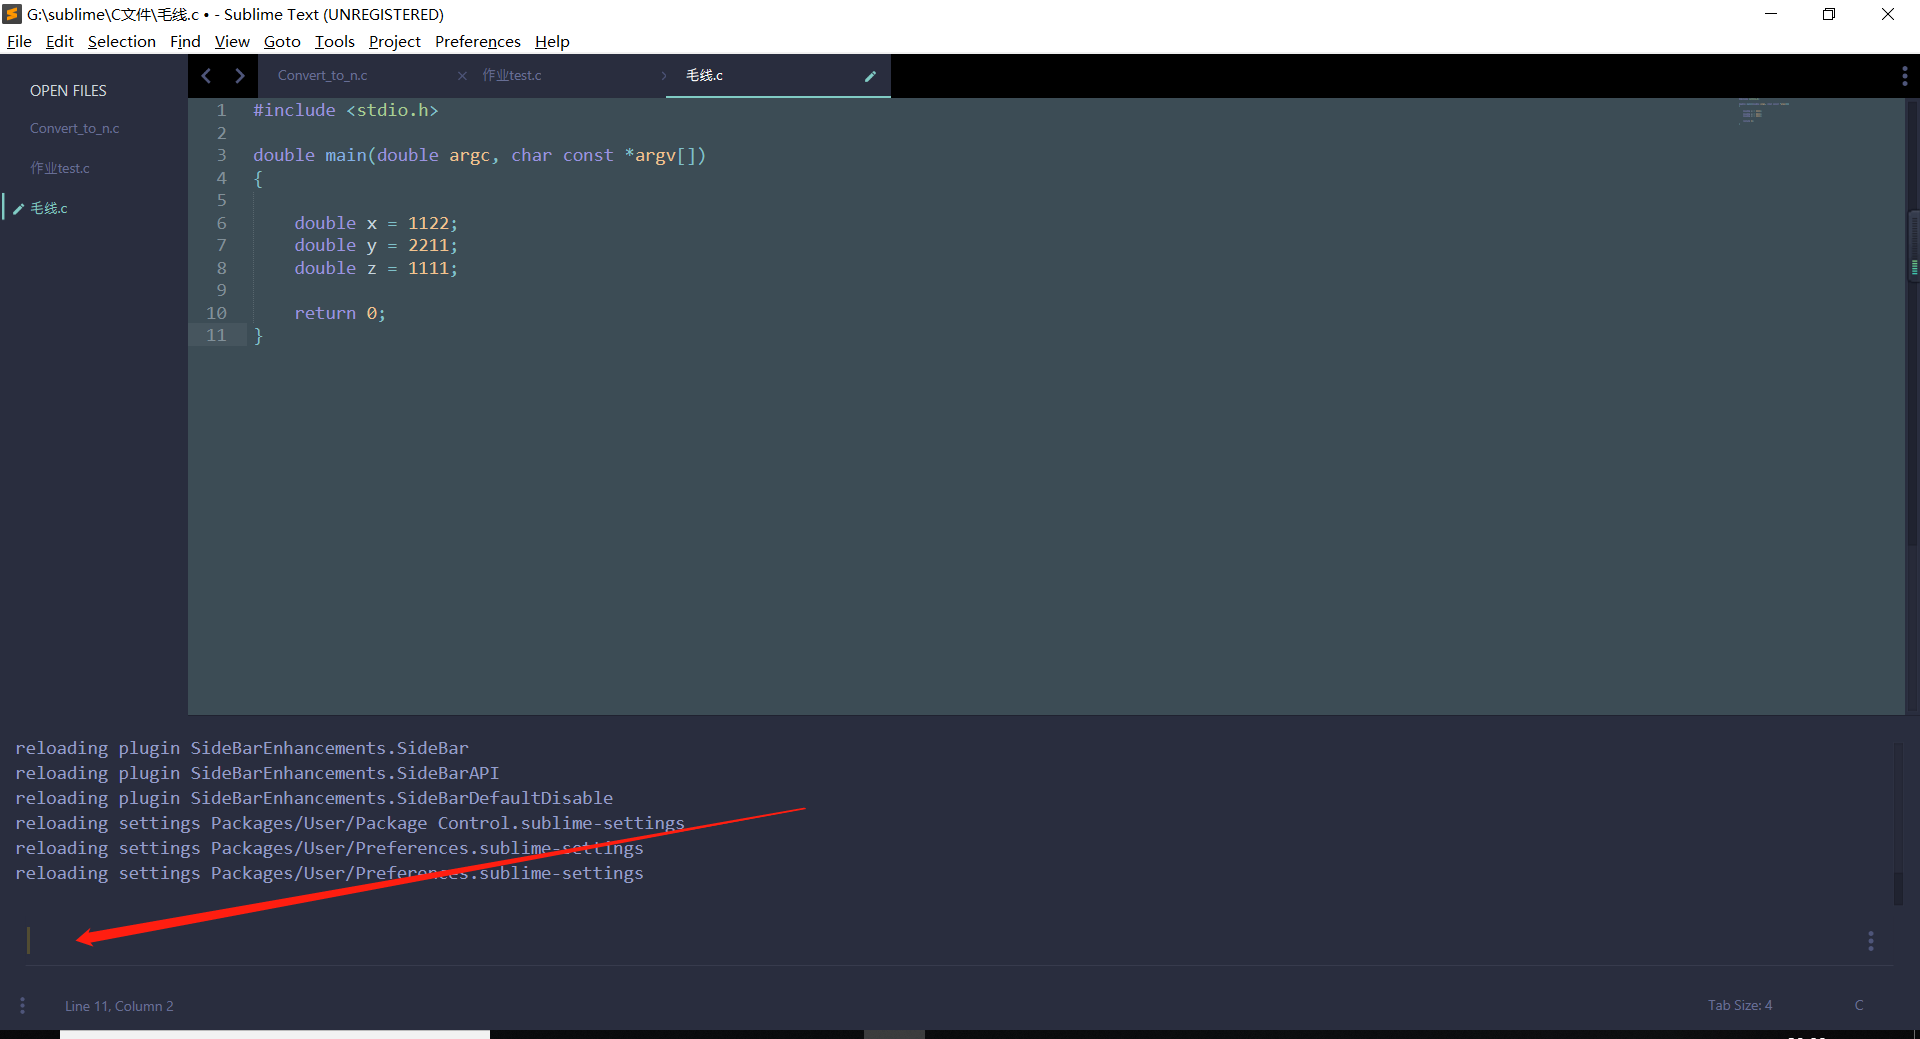 G:\sublime\C文件\毛线.c • - Sublime Text (UNREGISTERED)
File Edit Selection Find View Goto Tools Project Preferences Help
OPEN FILES
Convert_to_n.c
作业test.c
毛线.c
Convert_to_n.c 作业test.c 毛线.c
1 #include <stdio.h>
2
3 double main(double argc, char const *argv[])
4 {
5
6 double x = 1122;
7 double y = 2211;
8 double z = 1111;
9
10 return 0;
11 }
reloading plugin SideBarEnhancements.SideBar
reloading plugin SideBarEnhancements.SideBarAPI
reloading plugin SideBarEnhancements.SideBarDefaultDisable
reloading settings Packages/User/Package Control.sublime-settings
reloading settings Packages/User/Preferences.sublime-settings
reloading settings Packages/User/Preferences.sublime-settings
Line 11, Column 2
Tab Size: 4 C